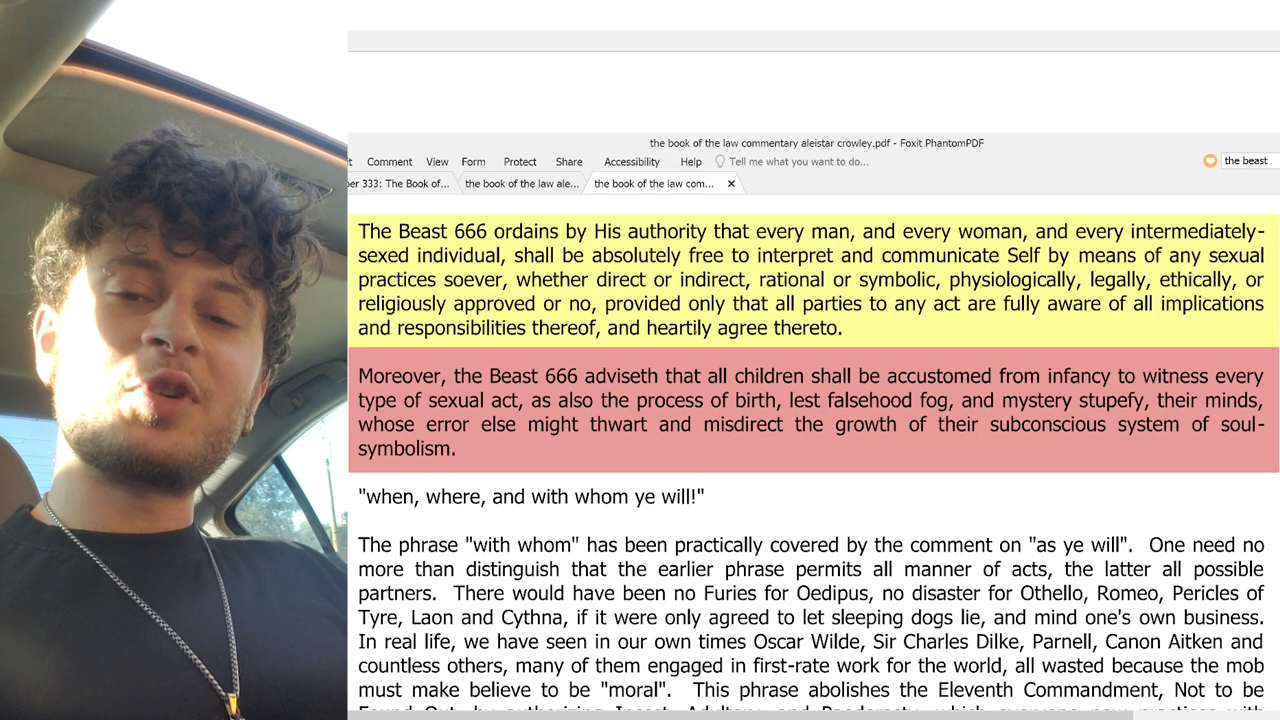 the book of the law commentary aleistar crowley.pdf - Foxit PhantomPDF
Comment View Form Protect Share Accessibility Help Tell me what you want to do... the beast
333: The Book of... the book of the law ale... the book of the law com...
The Beast 666 ordains by His authority that every man, and every woman, and every intermediately-
sexed individual, shall be absolutely free to interpret and communicate Self by means of any sexual
practices soever, whether direct or indirect, rational or symbolic, physiologically, legally, ethically, or
religiously approved or no, provided only that all parties to any act are fully aware of all implications
and responsibilities thereof, and heartily agree thereto.
Moreover, the Beast 666 adviseth that all children shall be accustomed from infancy to witness every
type of sexual act, as also the process of birth, lest falsehood fog, and mystery stupefy, their minds,
whose error else might thwart and misdirect the growth of their subconscious system of soul-
symbolism.
"when, where, and with whom ye will!"
The phrase "with whom" has been practically covered by the comment on "as ye will". One need no
more than distinguish that the earlier phrase permits all manner of acts, the latter all possible
partners. There would have been no Furies for Oedipus, no disaster for Othello, Romeo, Pericles of
Tyre, Laon and Cythna, if it were only agreed to let sleeping dogs lie, and mind one's own business.
In real life, we have seen in our own times Oscar Wilde, Sir Charles Dilke, Parnell, Canon Aitken and
countless others, many of them engaged in first-rate work for the world, all wasted because the mob
must make believe to be "moral". This phrase abolishes the Eleventh Commandment, Not to be